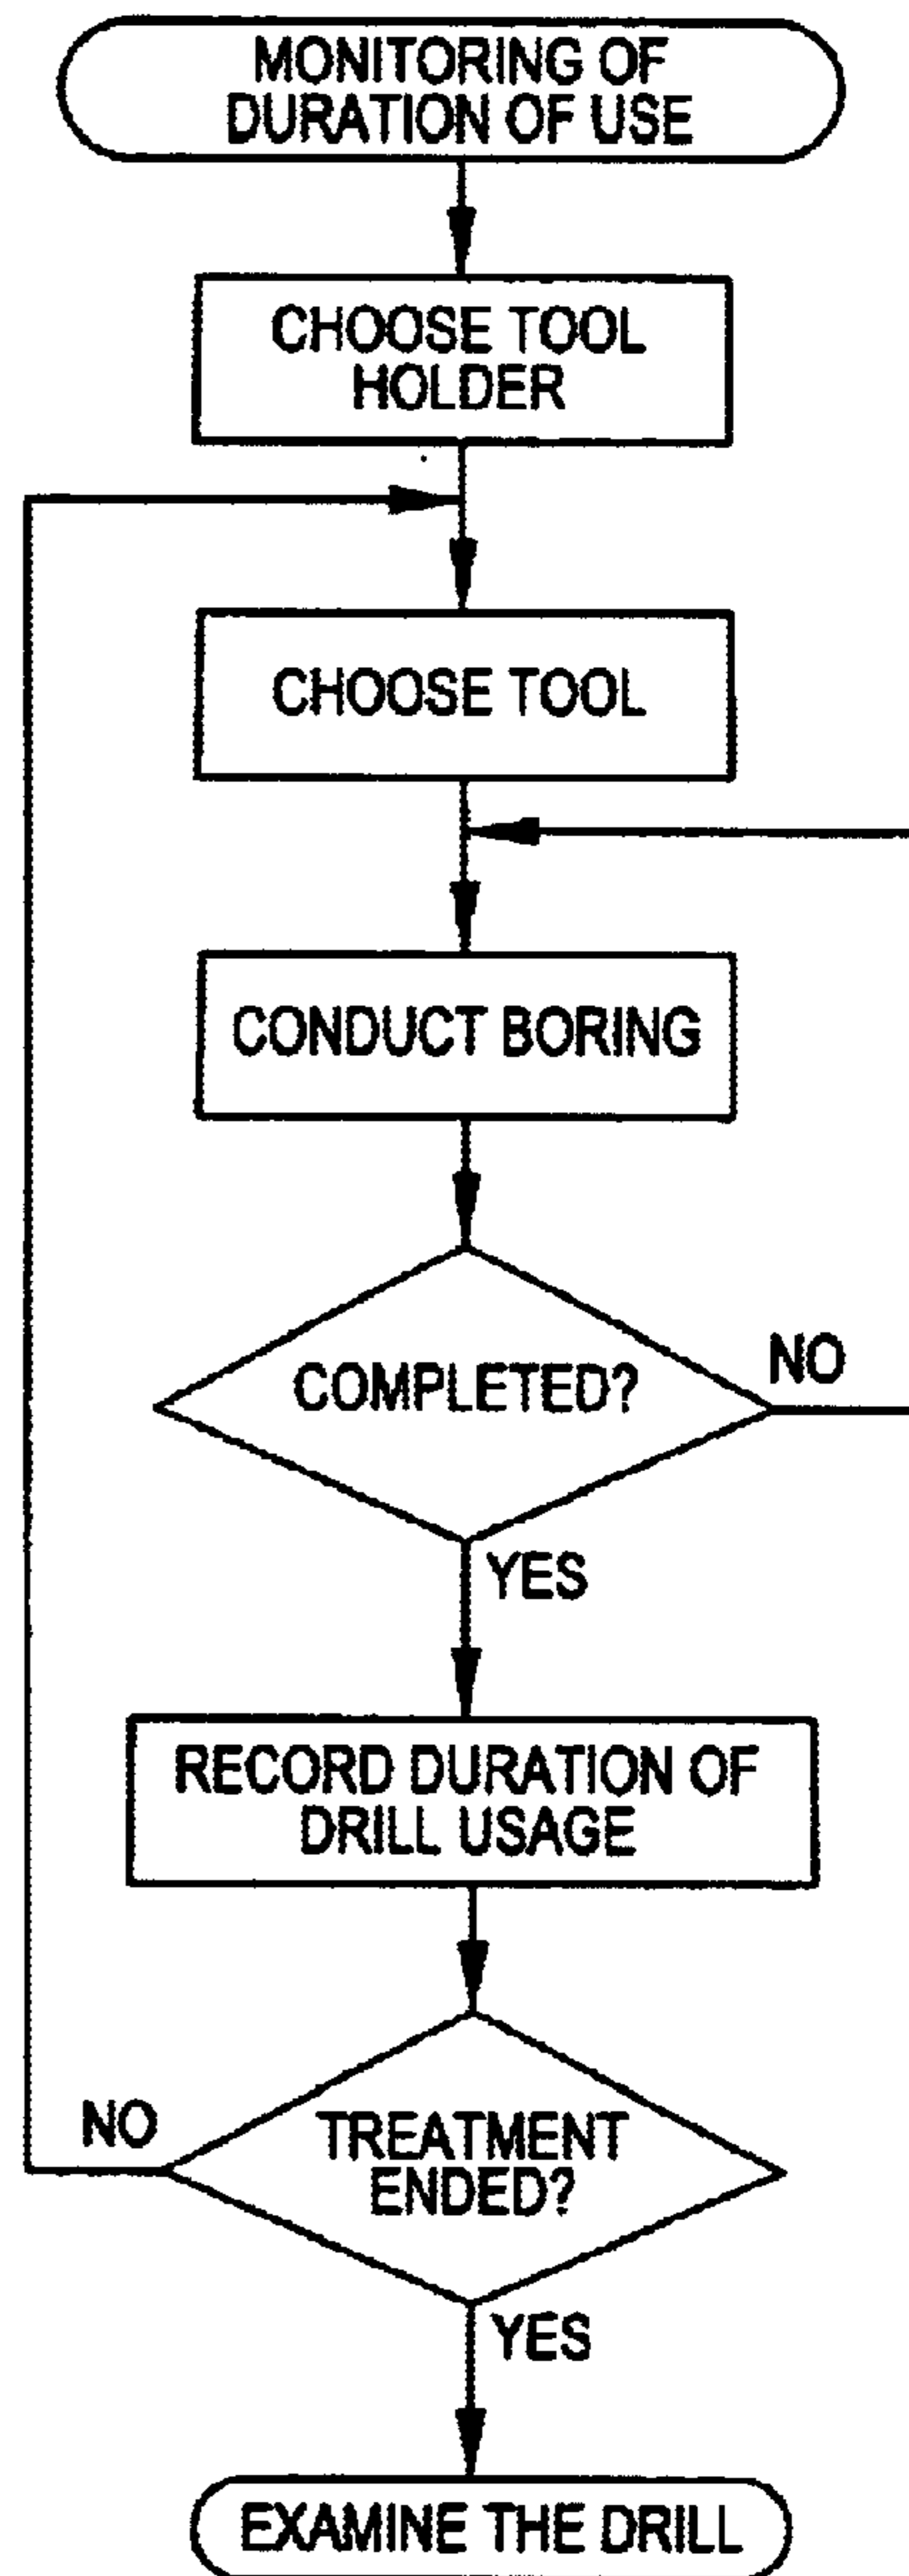 MONITORING OF
DURATION OF USE
CHOOSE TOOL
HOLDER
CHOOSE TOOL
CONDUCT BORING
COMPLETED?
NO
YES
RECORD DURATION OF
DRILL USAGE
NO
TREATMENT
ENDED?
YES
EXAMINE THE DRILL